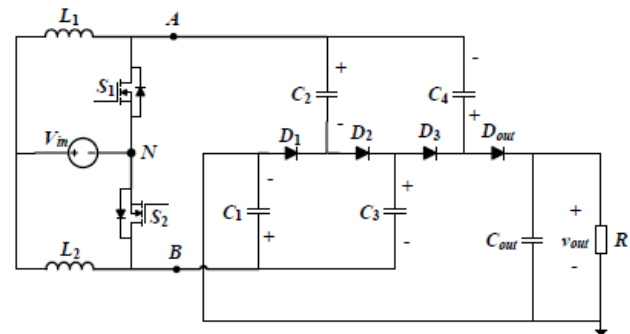 L1 A
S1 + -
C2 C4
Vin N - D1 D2 D3 + Dout
- +
S2 C1 C3 + Cout vout R
L2 B + - -